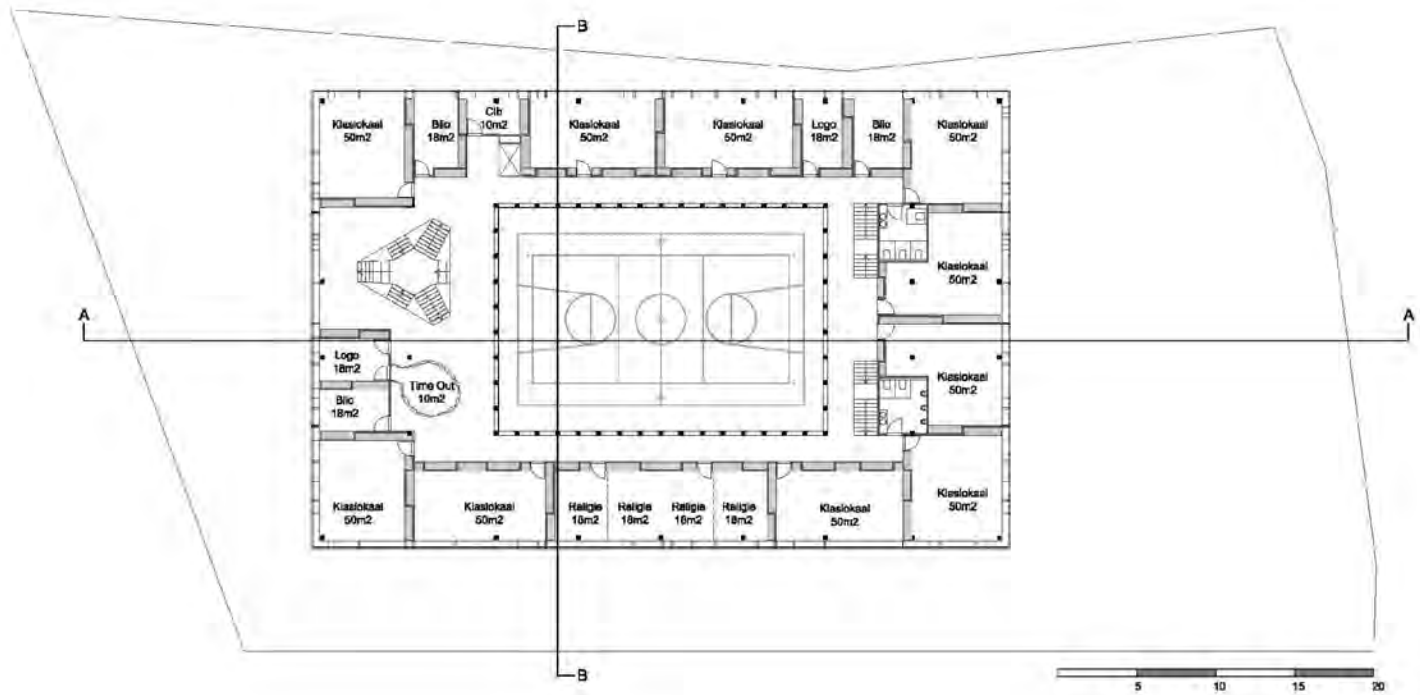 B
Klaslokaal
50m2
Bilo
18m2
Clb
10m2
Klaslokaal
50m2
Klaslokaal
50m2
Logo
18m2
Bilo
18m2
Klaslokaal
50m2
Klaslokaal
50m2
A
A
Logo
18m2
Time Out
10m2
Bilo
18m2
Klaslokaal
50m2
Klaslokaal
50m2
Klaslokaal
50m2
Religie
18m2
Religie
18m2
Religie
18m2
Religie
18m2
Klaslokaal
50m2
Klaslokaal
50m2
B
5 10 15 20